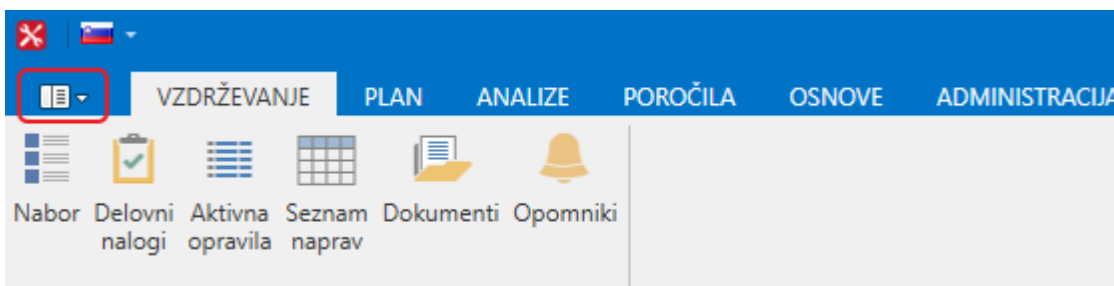 VZDRŽEVANJE PLAN ANALIZE POROČILA OSNOVE ADMINISTRACIJA
Nabor Delovni Aktivna Seznam Dokumenti Opomniki
nalogi opravila naprav